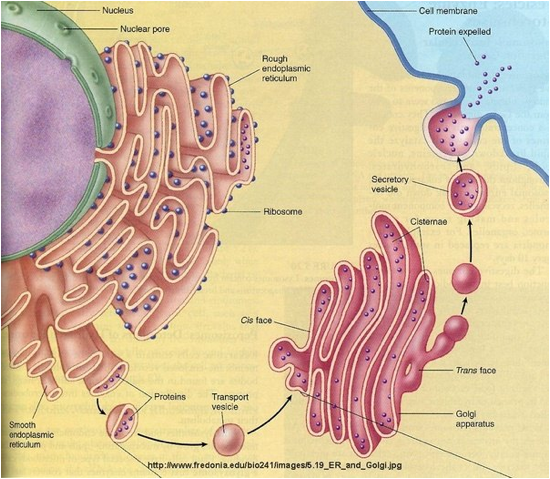 Nucleus
Nuclear pore
Rough
endoplasmic
reticulum
Ribosome
Cell membrane
Protein expelled
Secretory
vesicle
Cisternae
Cis face
Trans face
Golgi
apparatus
Proteins
Transport
vesicle
Smooth
endoplasmic
reticulum
http://www.fredonia.edu/bio241/images/5.19_ER_and_Golgi.jpg